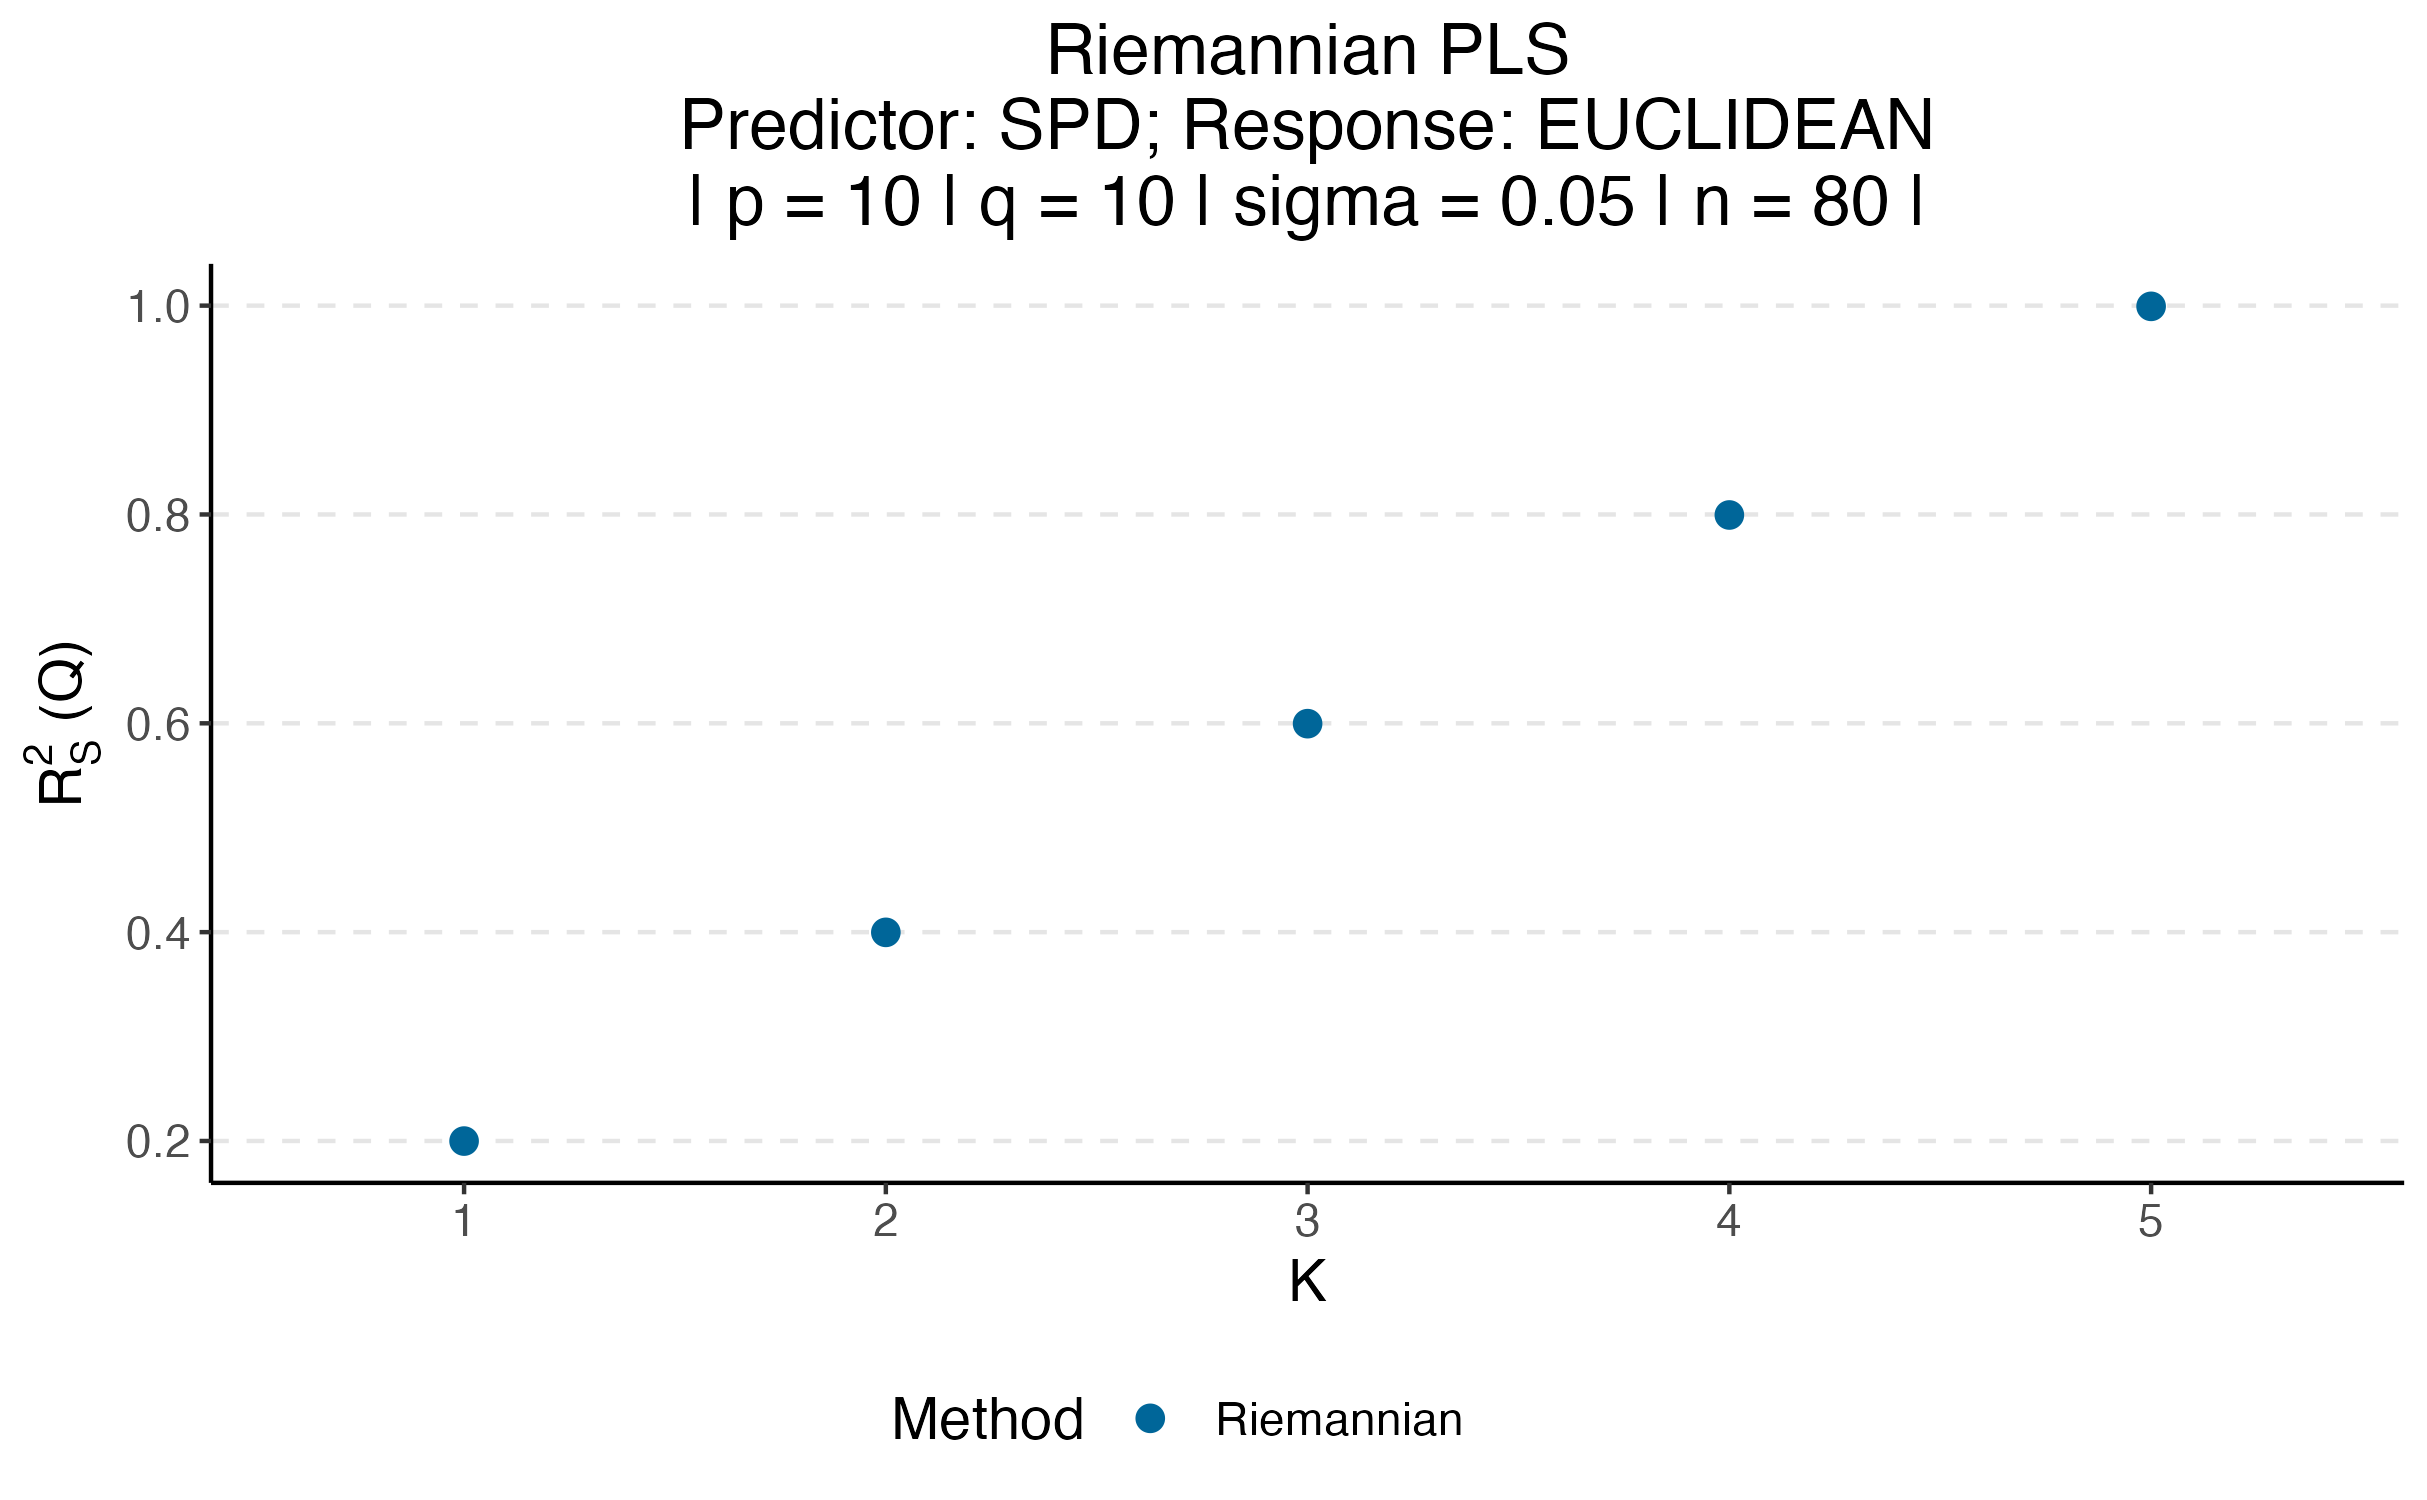 Riemannian PLS
Predictor: SPD; Response: EUCLIDEAN
| p = 10 | q = 10 | sigma = 0.05 | n = 80 |
R²S (Q)
1.0
0.8
0.6
0.4
0.2
1 2 3 4 5
K
Method Riemannian